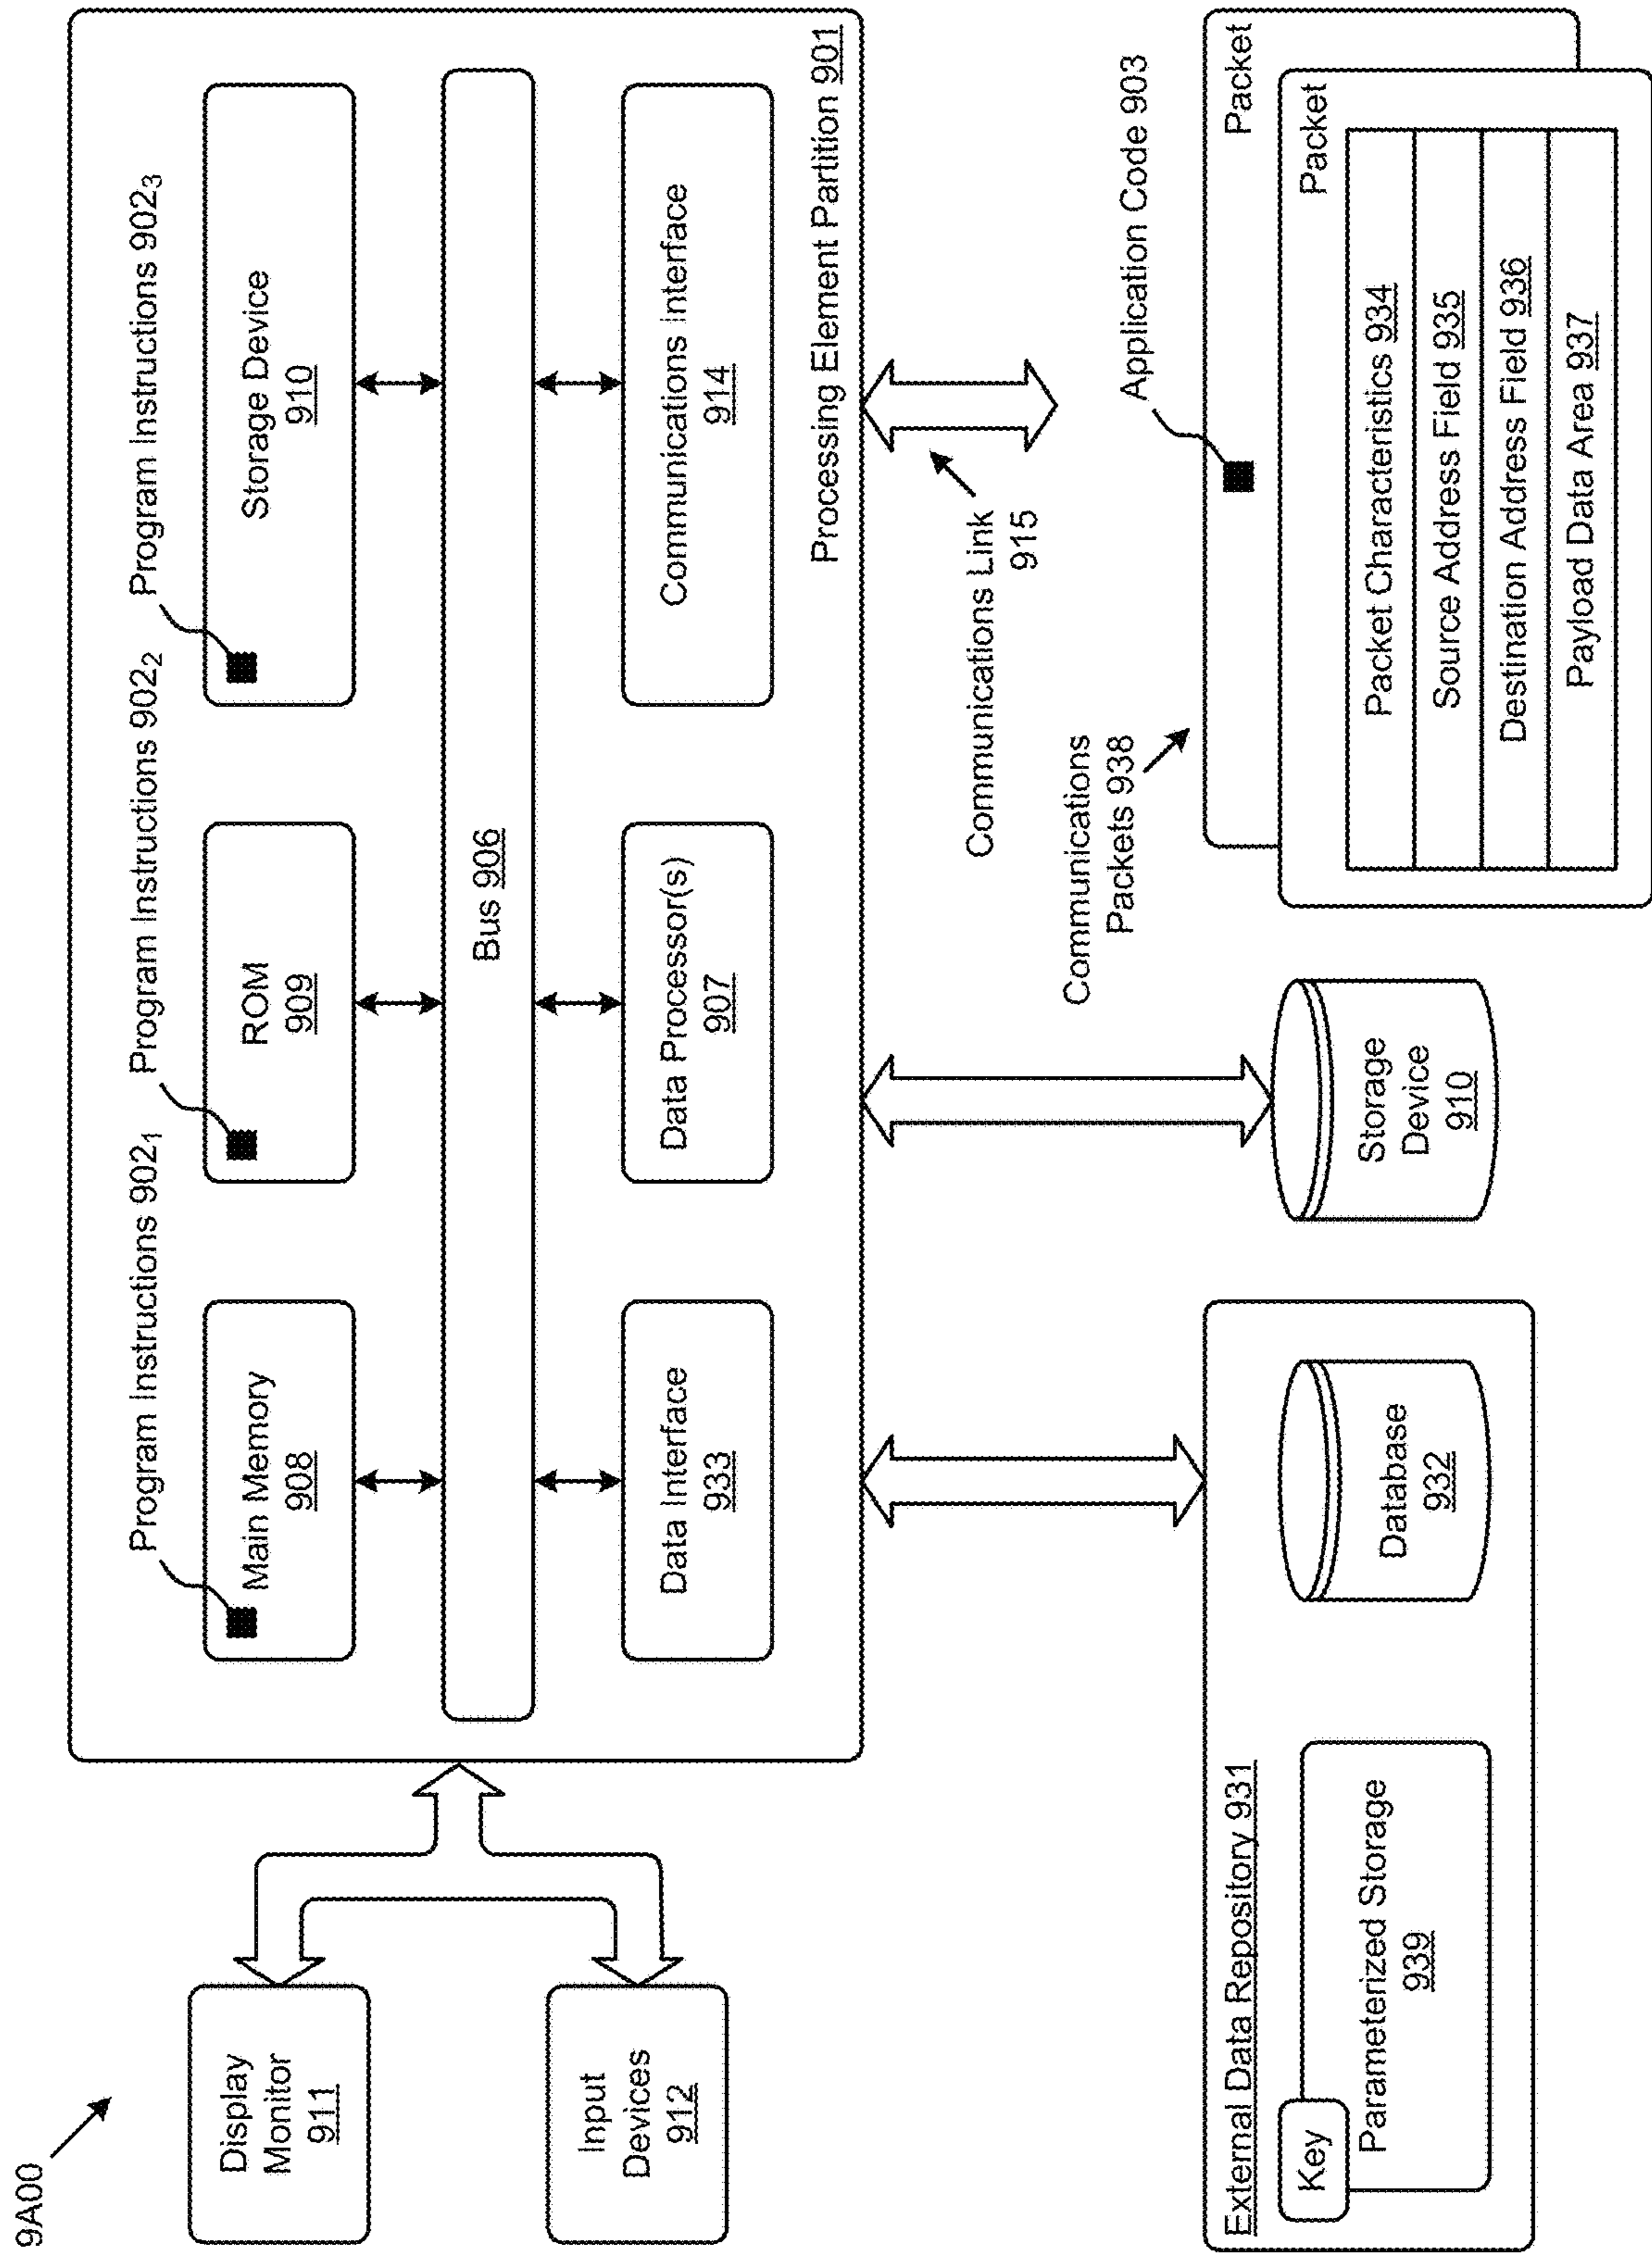 9A00
Program Instructions 902₁
Program Instructions 902₂
Program Instructions 902₃
Display
Monitor
911
Input
Devices
912
Main Memory
908
ROM
909
Storage Device
910
Bus 906
Data Interface
933
Data Processor(s)
907
Communications Interface
914
Processing Element Partition 901
Communications Link
915
Communications
Packets 938
Application Code 903
External Data Repository 931
Key
Parameterized Storage
939
Database
932
Storage
Device
910
Packet
Packet
Packet Characteristics 934
Source Address Field 935
Destination Address Field 936
Payload Data Area 937